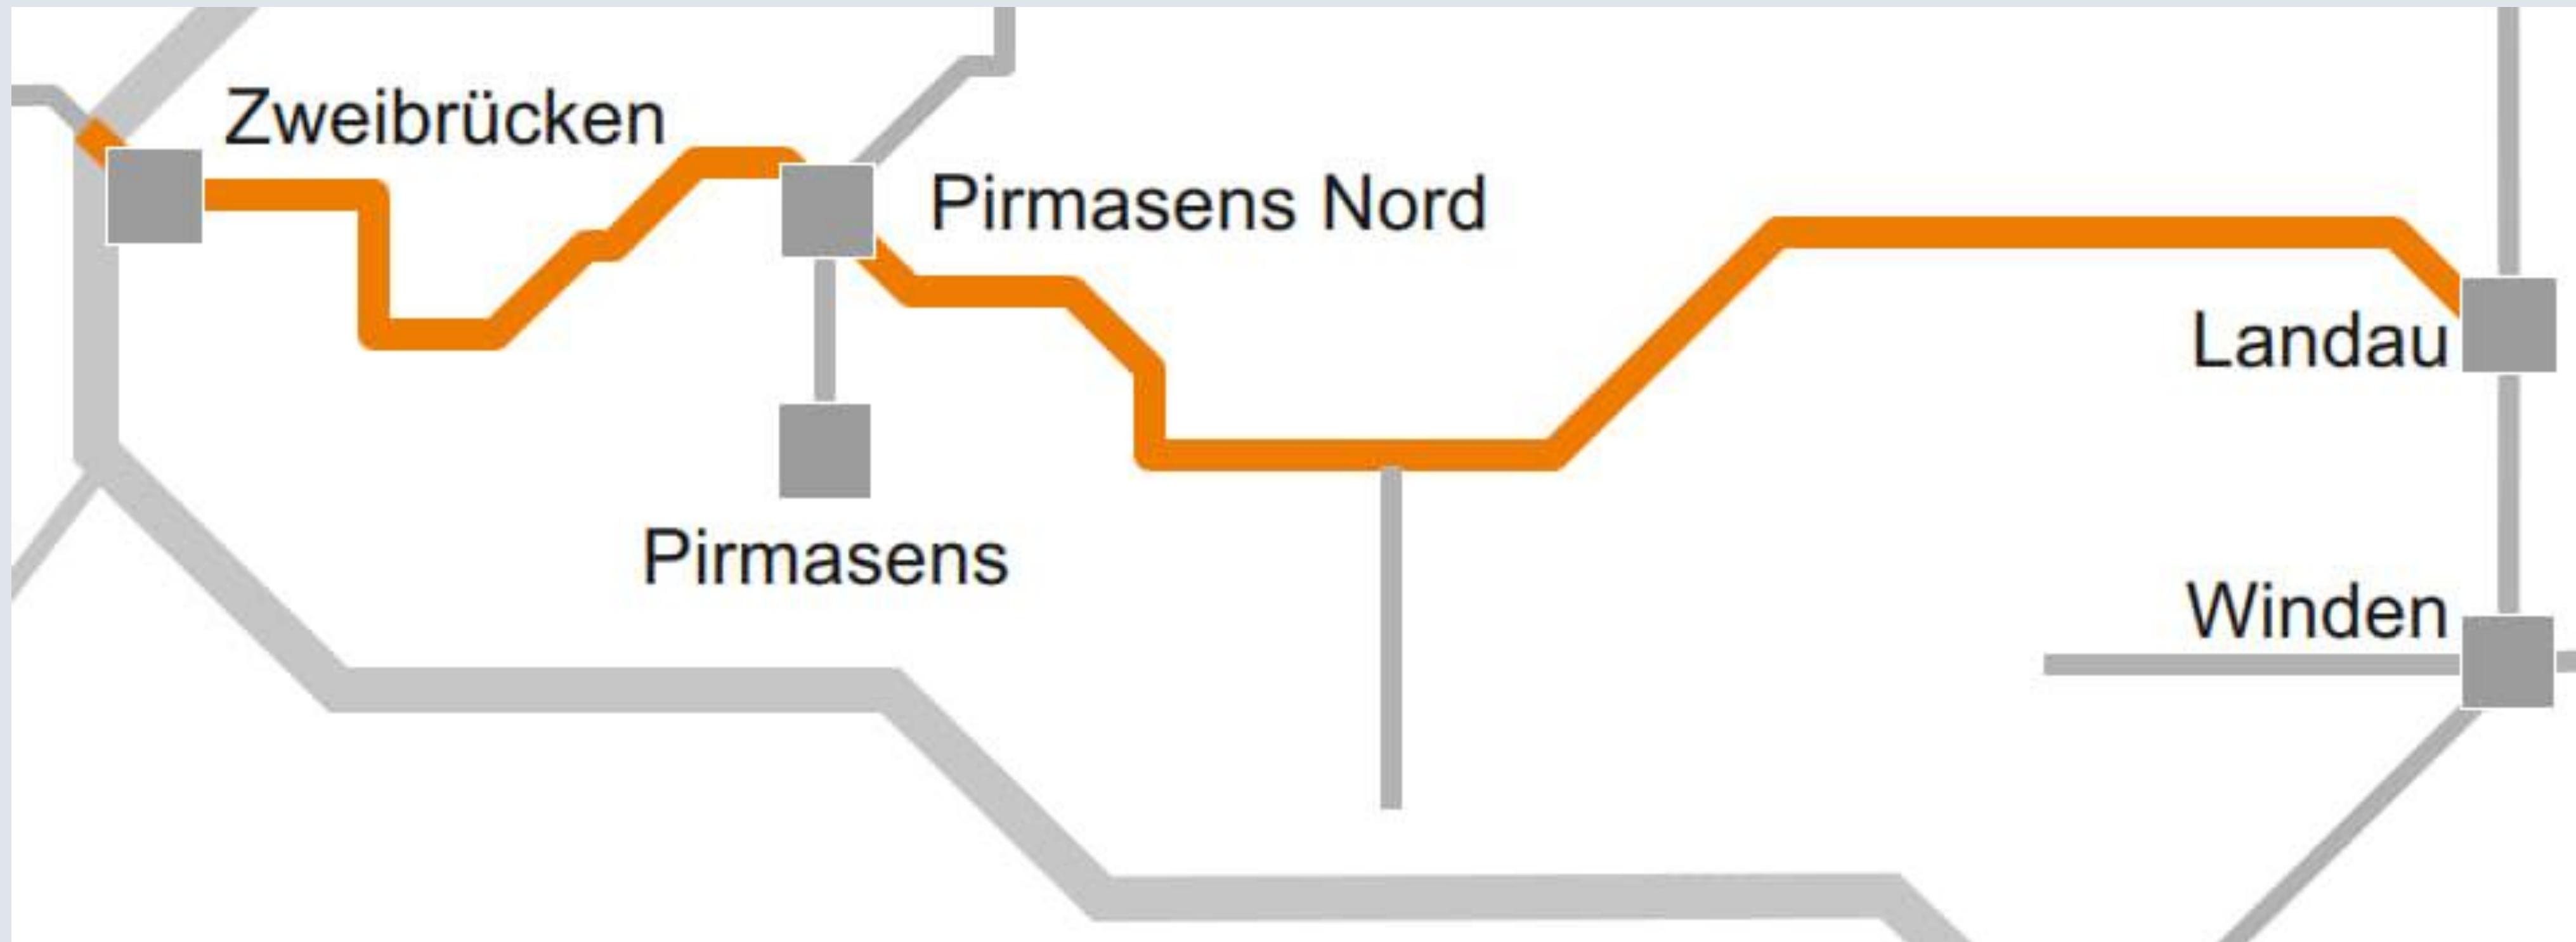 Zweibrücken
Pirmasens Nord
Landau
Pirmasens
Winden